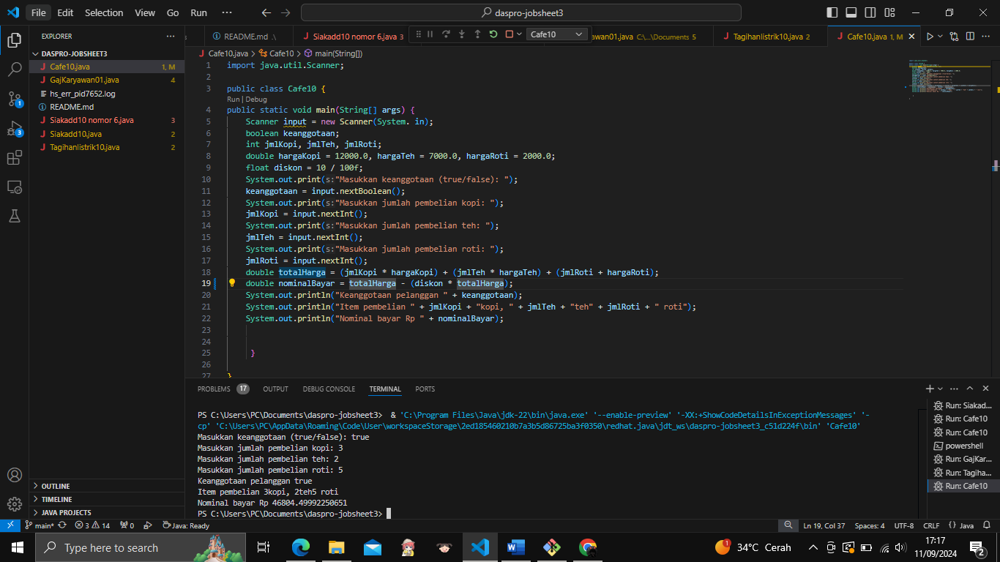 File Edit Selection View Go Run ··· daspro-jobsheet3
EXPLORER
DASPRO-JOBSHEET3
Cafe10.java 1, M
GajKaryawan01.java 4
hs_err_pid7652.log
README.md
Siakadd10 nomor 6.java 3
Siakadd10.java 2
Tagihanlistrik10.java 2
OUTLINE
TIMELINE
JAVA PROJECTS
1
3
README.md .\ Siakadd10 nomor 6.java 3 Cafe10 awan01.java C:\...\Documents 5 Tagihanlistrik10.java 2 Cafe10.java 1, M
Cafe10.java > Cafe10 > main(String[])
1 import java.util.Scanner;
2
3 public class Cafe10 {
Run | Debug
4 public static void main(String[] args) {
5 Scanner input = new Scanner(System. in);
6 boolean keanggotaan;
7 int jmlKopi, jmlTeh, jmlRoti;
8 double hargaKopi = 12000.0, hargaTeh = 7000.0, hargaRoti = 2000.0;
9 float diskon = 10 / 100f;
10 System.out.print(s:"Masukkan keanggotaan (true/false): ");
11 keanggotaan = input.nextBoolean();
12 System.out.print(s:"Masukkan jumlah pembelian kopi: ");
13 jmlKopi = input.nextInt();
14 System.out.print(s:"Masukkan jumlah pembelian teh: ");
15 jmlTeh = input.nextInt();
16 System.out.print(s:"Masukkan jumlah pembelian roti: ");
17 jmlRoti = input.nextInt();
18 double totalHarga = (jmlKopi * hargaKopi) + (jmlTeh * hargaTeh) + (jmlRoti + hargaRoti);
19 double nominalBayar = totalHarga - (diskon * totalHarga);
20 System.out.println("Keanggotaan pelanggan " + keanggotaan);
21 System.out.println("Item pembelian " + jmlKopi + "kopi, " + jmlTeh + "teh" + jmlRoti + " roti");
22 System.out.println("Nominal bayar Rp " + nominalBayar);
23
24
25 }
26
27 }
PROBLEMS 17 OUTPUT DEBUG CONSOLE TERMINAL PORTS
PS C:\Users\PC\Documents\daspro-jobsheet3> & 'C:\Program Files\Java\jdk-22\bin\java.exe' '--enable-preview' '-XX:+ShowCodeDetailsInExceptionMessages' '-
cp' 'C:\Users\PC\AppData\Roaming\Code\User\workspaceStorage\2ed185460210b7a3b5d86725ba3f0350\redhat.java\jdt_ws\daspro-jobsheet3_c51d224f\bin' 'Cafe10'
Masukkan keanggotaan (true/false): true
Masukkan jumlah pembelian kopi: 3
Masukkan jumlah pembelian teh: 2
Masukkan jumlah pembelian roti: 5
Keanggotaan pelanggan true
Item pembelian 3kopi, 2teh5 roti
Nominal bayar Rp 46804.49992250651
PS C:\Users\PC\Documents\daspro-jobsheet3>
Run: Siakad...
Run: Cafe10
Run: Cafe10
powershell
Run: GajKar...
Run: Tagiha...
Run: Cafe10
main* 3 14 0 Java: Ready Ln 19, Col 37 Spaces: 4 UTF-8 CRLF {} Java
Type here to search 1 34°C Cerah 17:17
11/09/2024 2